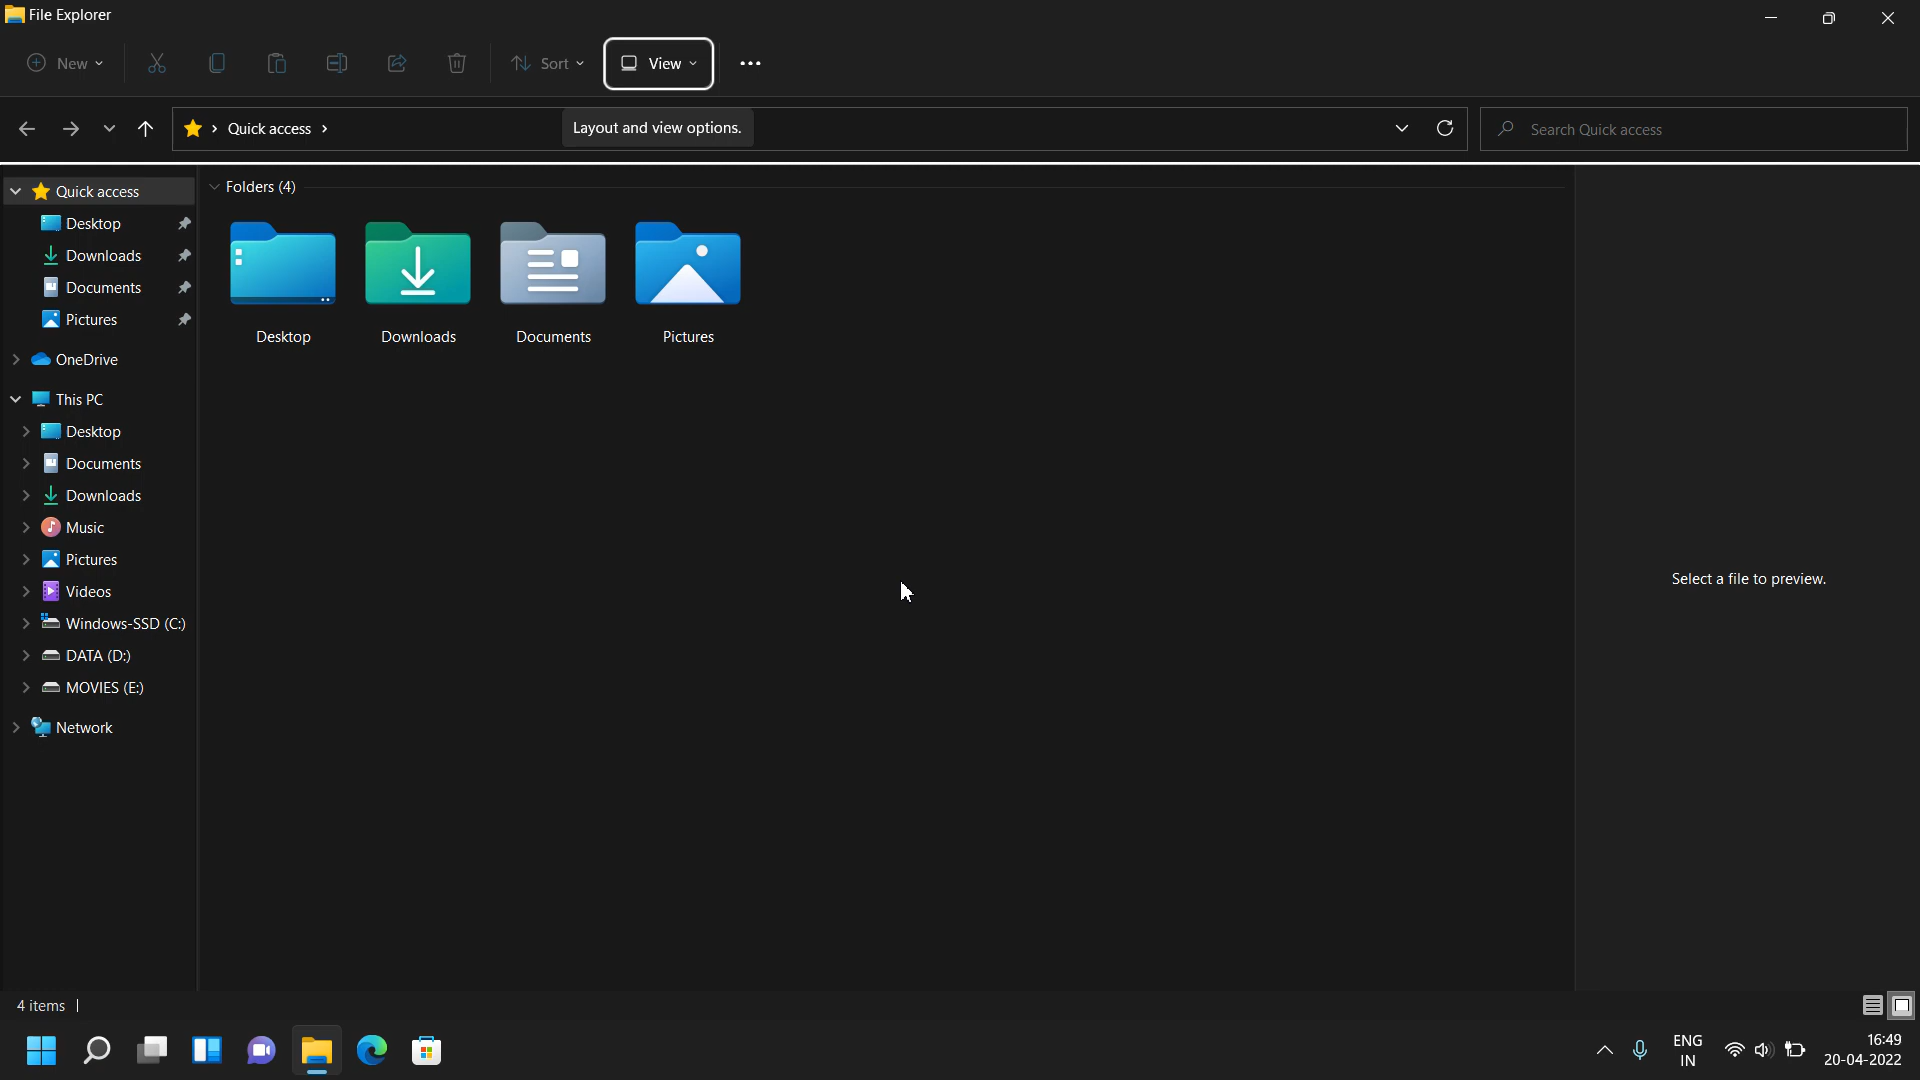 File Explorer
New
Sort
View
Quick access
Layout and view options.
Search Quick access
Quick access
Desktop
Downloads
Documents
Pictures
OneDrive
This PC
Desktop
Documents
Downloads
Music
Pictures
Videos
Windows-SSD (C:)
DATA (D:)
MOVIES (E:)
Network
Folders (4)
Desktop
Downloads
Documents
Pictures
Select a file to preview.
4 items
ENG
IN
16:49
20-04-2022